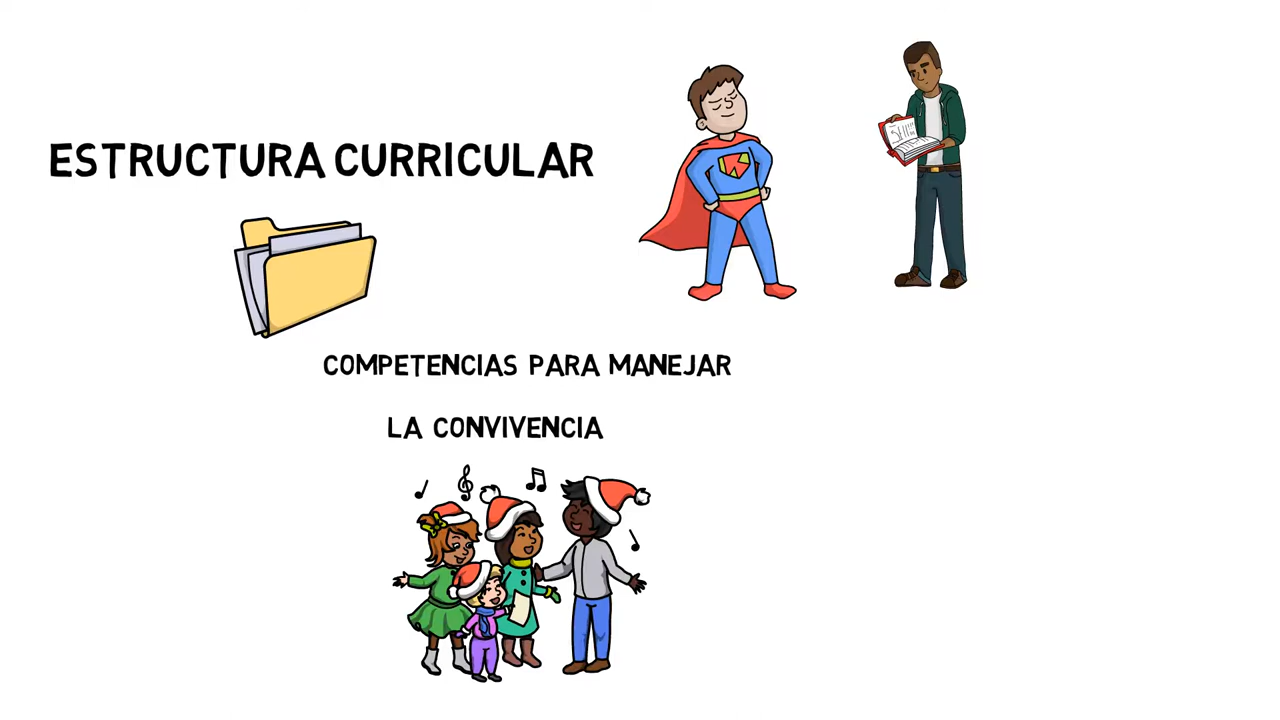 ESTRUCTURA CURRICULAR
COMPETENCIAS PARA MANEJAR
LA CONVIVENCIA